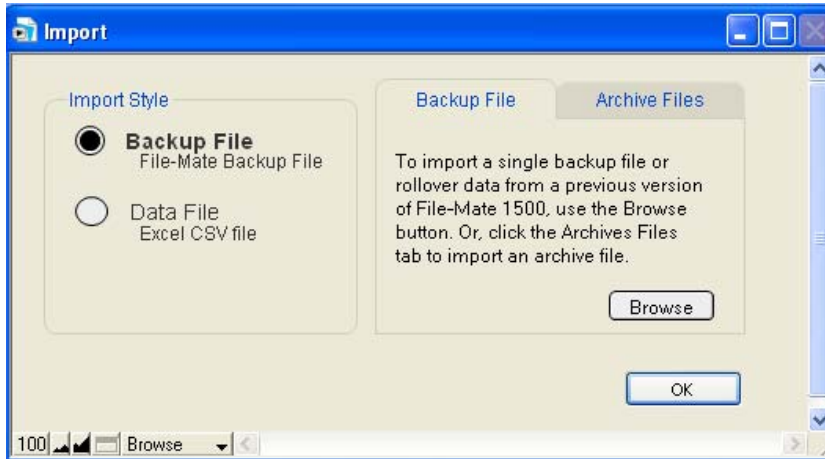 Import
Import Style
Backup File
File-Mate Backup File
Data File
Excel CSV file
Backup File
Archive Files
To import a single backup file or
rollover data from a previous version
of File-Mate 1500, use the Browse
button. Or, click the Archives Files
tab to import an archive file.
Browse
OK
100 Browse